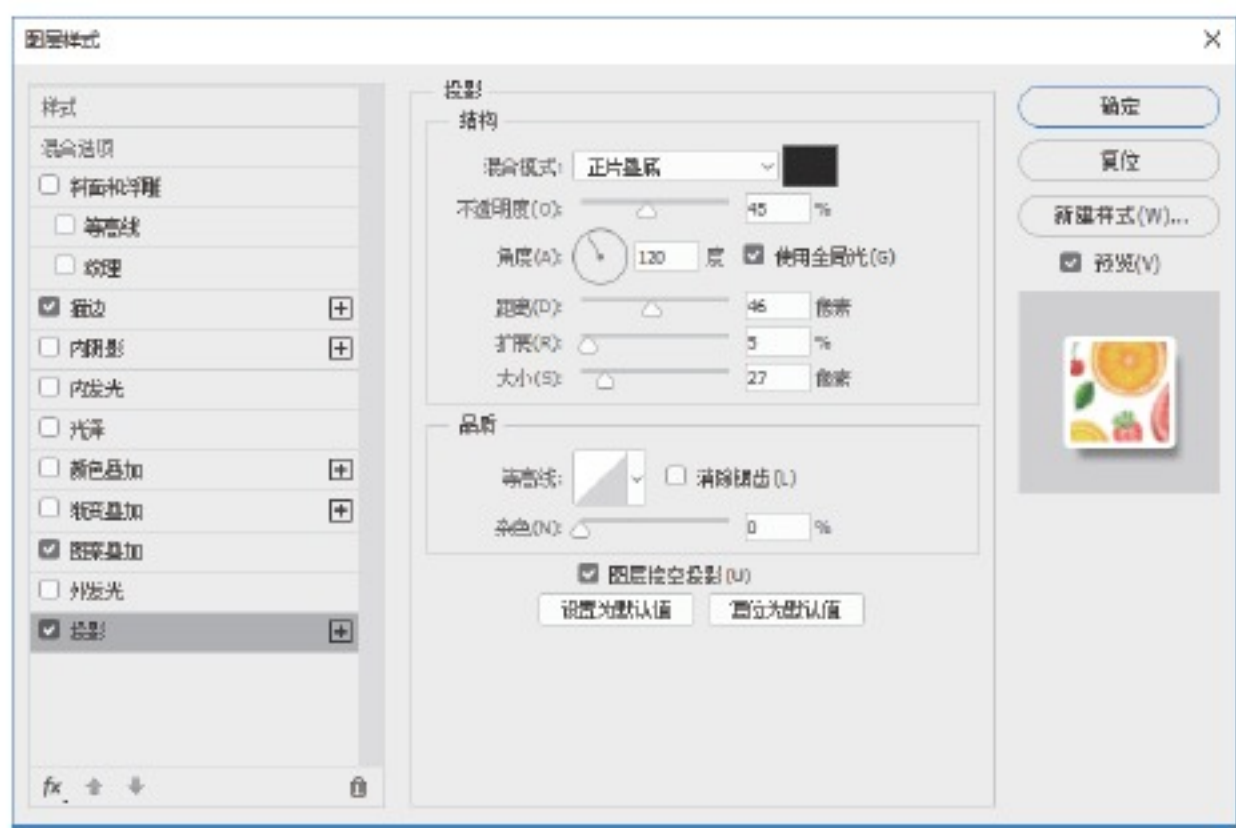 图层样式
样式
混合选项
斜面和浮雕
等高线
纹理
描边
内阴影
内发光
光泽
颜色叠加
渐变叠加
图案叠加
外发光
投影
fx
投影
结构
混合模式: 正片叠底
不透明度(O): 45 %
角度(A): 120 度 使用全局光(G)
距离(D): 46 像素
扩展(R): 5 %
大小(S): 27 像素
品质
等高线: 消除锯齿(L)
杂色(N): 0 %
图层挖空投影(U)
设置为默认值 复位为默认值
确定
复位
新建样式(W)...
预览(V)